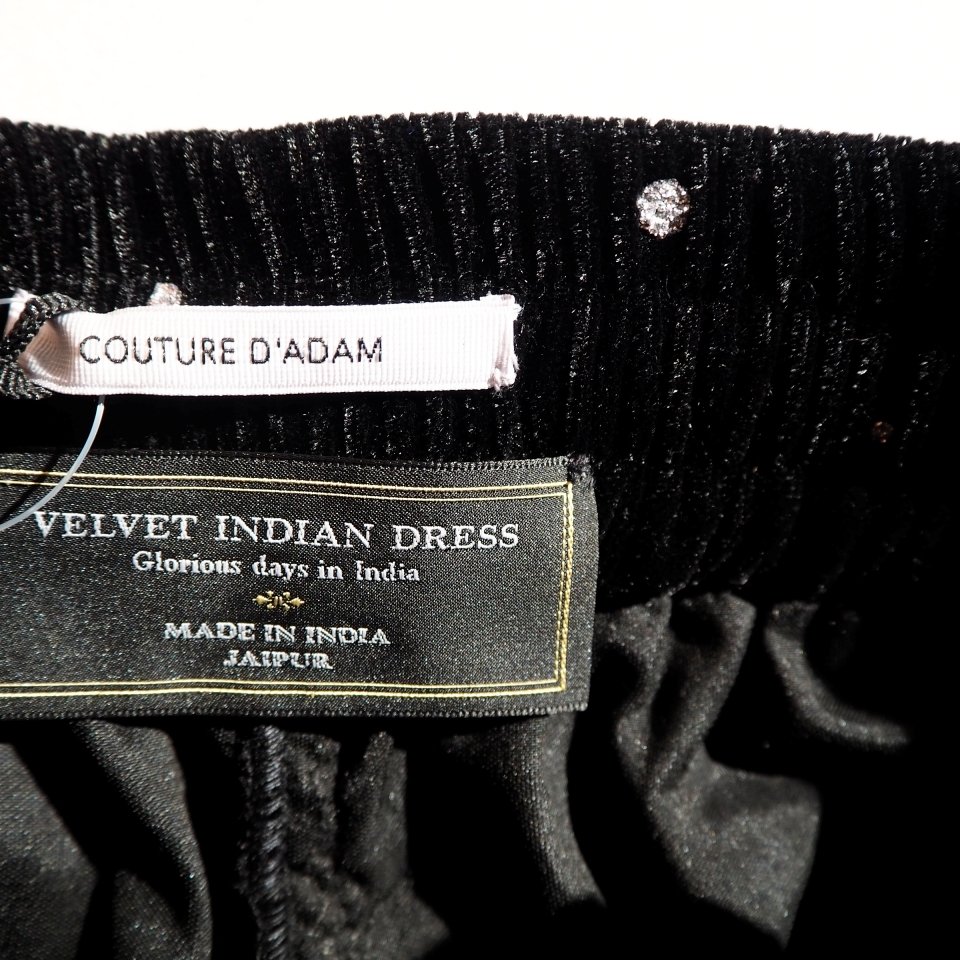 COUTURE D'ADAM
VELVET INDIAN DRESS
Glorious days in India
MADE IN INDIA
JAIPUR